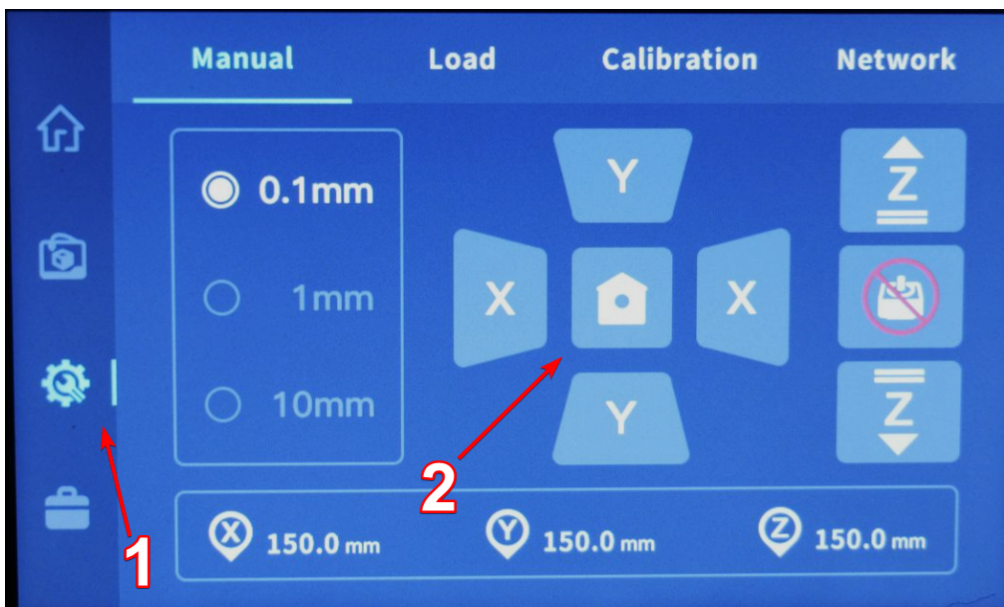 Manual Load Calibration Network
0.1mm
1mm
10mm
Y
X X
Y
Z
Z
X 150.0 mm Y 150.0 mm Z 150.0 mm
1
2